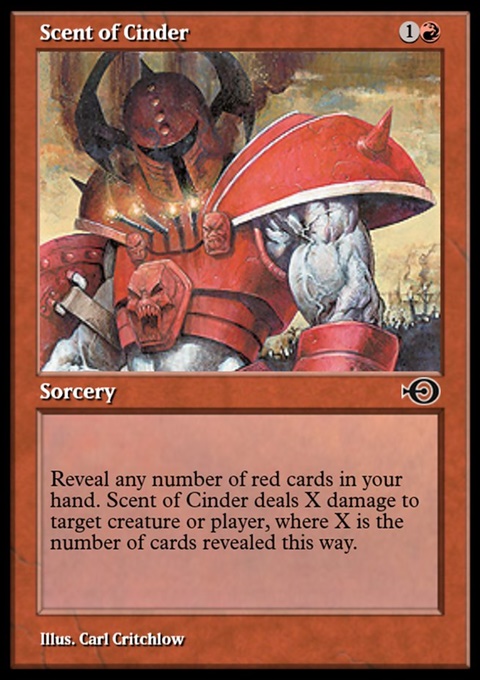 Scent of Cinder 1
Sorcery
Reveal any number of red cards in your
hand. Scent of Cinder deals X damage to
target creature or player, where X is the
number of cards revealed this way.
Illus. Carl Critchlow